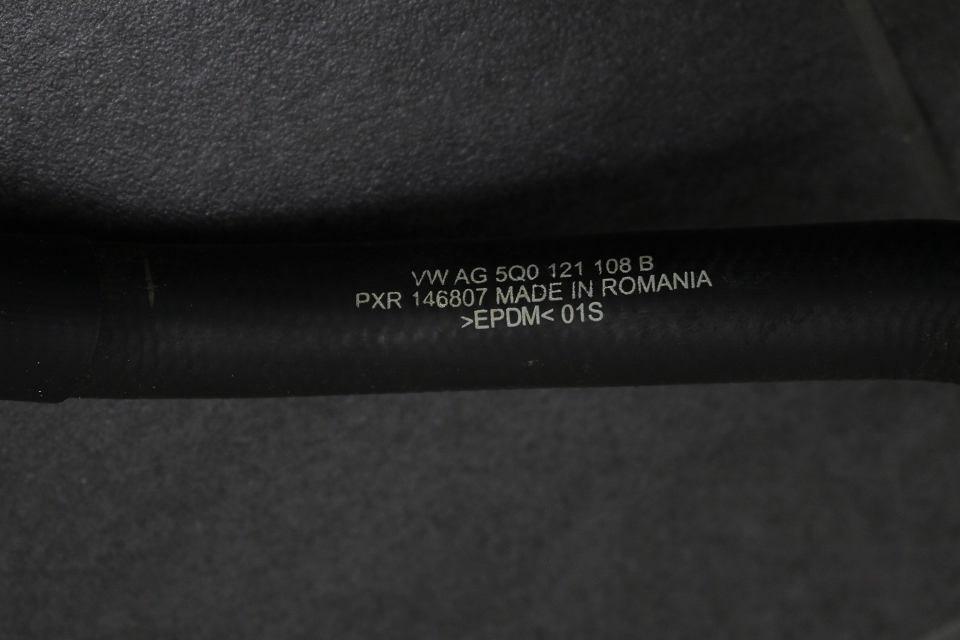 VW AG 5Q0 121 108 B
PXR 146807 MADE IN ROMANIA
>EPDM< 01S